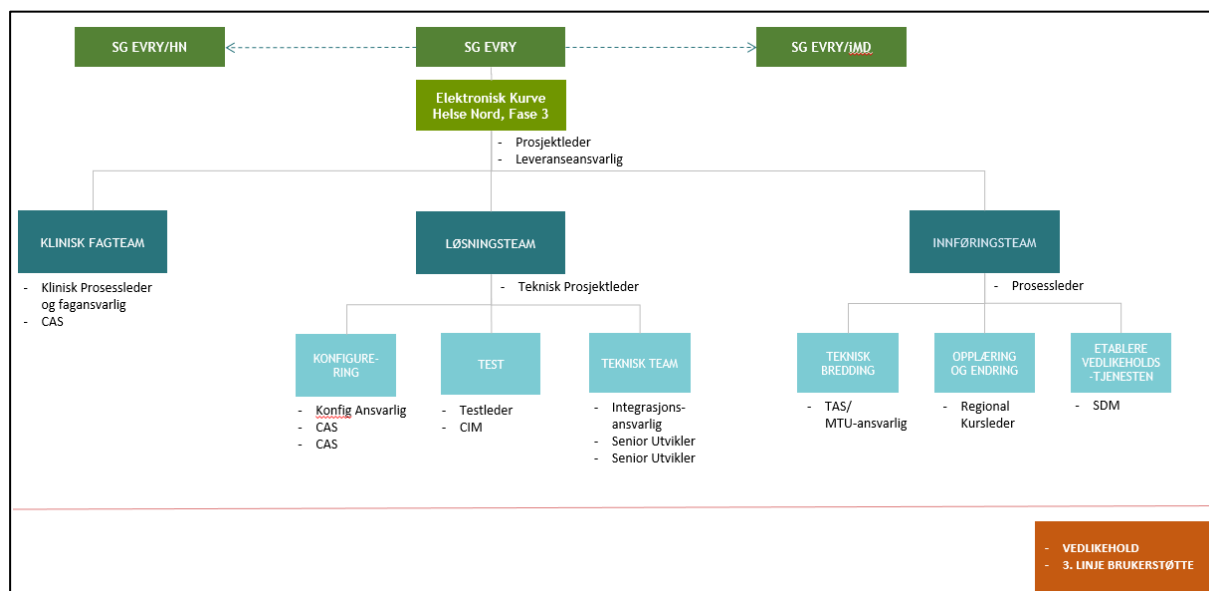 SG EVRY/HN
SG EVRY
SG EVRY/iMD
Elektronisk Kurve
Helse Nord, Fase 3
- Prosjektleder
- Leveranseansvarlig
KLINISK FAGTEAM
- Klinisk Prosessleder
og fagansvarlig
- CAS
LØSNINGSTEAM
- Teknisk Prosjektleder
INNFØRINGSTEAM
- Prosessleder
KONFIGURE-
RING
- Konfig Ansvarlig
- CAS
- CAS
TEST
- Testleder
- CIM
TEKNISK TEAM
- Integrasjons-
ansvarlig
- Senior Utvikler
- Senior Utvikler
TEKNISK
BREDDING
- TAS/
MTU-ansvarlig
OPPLÆRING
OG ENDRING
- Regional
Kursleder
ETABLERE
VEDLIKEHOLDS
-TJENESTEN
- SDM
- VEDLIKEHOLD
- 3. LINJE BRUKERSTØTTE